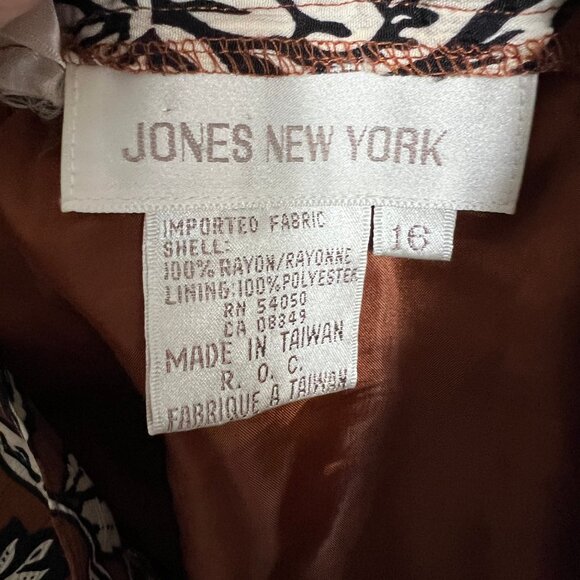 JONES NEW YORK
IMPORTED FABRIC
SHELL:
100% RAYON/RAYONNE
LINING:100% POLYESTER
RN 54050
CA 08349
MADE IN TAIWAN
R. O. C.
FABRIQUE A TAIWAN
16